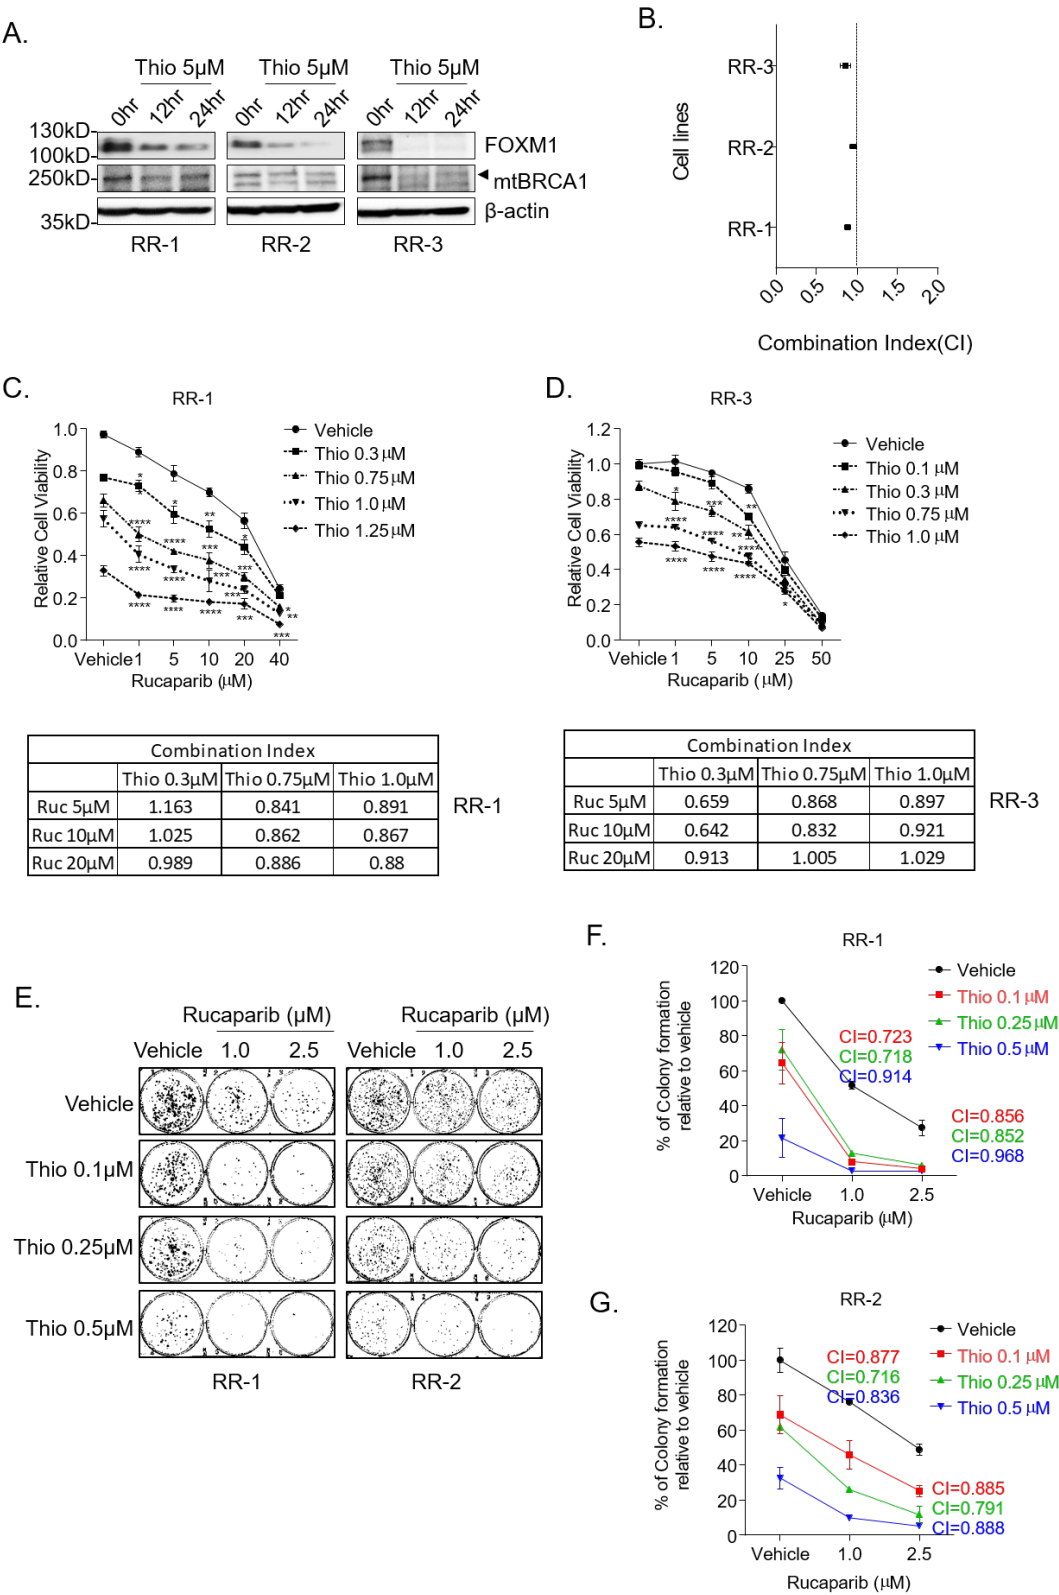 A.
Thio 5μM Thio 5μM Thio 5μM
0hr 12hr 24hr 0hr 12hr 24hr 0hr 12hr 24hr
130kD
100kD
FOXM1
250kD
mtBRCA1
β-actin
35kD
RR-1 RR-2 RR-3
B.
Cell lines
RR-3
RR-2
RR-1
0.0 0.5 1.0 1.5 2.0
Combination Index(CI)
C.
RR-1
Relative Cell Viability
1.0
0.8
0.6
0.4
0.2
0.0
Vehicle 1 5 10 20 40
Rucaparib (μM)
Vehicle
Thio 0.3 μM
Thio 0.75μM
Thio 1.0 μM
Thio 1.25 μM
* * ** *
**** **** *** ***
**** **** *** *** * **
**** **** **** *** ***
Combination Index
Thio 0.3μM Thio 0.75μM Thio 1.0μM
Ruc 5μM 1.163 0.841 0.891
Ruc 10μM 1.025 0.862 0.867
Ruc 20μM 0.989 0.886 0.88
RR-1
D.
RR-3
Relative Cell Viability
1.2
1.0
0.8
0.6
0.4
0.2
0.0
Vehicle 1 5 10 25 50
Rucaparib (μM)
Vehicle
Thio 0.1 μM
Thio 0.3 μM
Thio 0.75 μM
Thio 1.0 μM
* *** **
**** **** ** ****
**** **** **** *
Combination Index
Thio 0.3μM Thio 0.75μM Thio 1.0μM
Ruc 5μM 0.659 0.868 0.897
Ruc 10μM 0.642 0.832 0.921
Ruc 20μM 0.913 1.005 1.029
RR-3
E.
Rucaparib (μM) Rucaparib (μM)
Vehicle 1.0 2.5 Vehicle 1.0 2.5
Vehicle
Thio 0.1μM
Thio 0.25μM
Thio 0.5μM
RR-1 RR-2
F.
RR-1
% of Colony formation
relative to vehicle
120
100
80
60
40
20
0
Vehicle 1.0 2.5
Rucaparib (μM)
Vehicle
Thio 0.1 μM
Thio 0.25 μM
Thio 0.5 μM
CI=0.723
CI=0.718
CI=0.914
CI=0.856
CI=0.852
CI=0.968
G.
RR-2
% of Colony formation
relative to vehicle
120
100
80
60
40
20
0
Vehicle 1.0 2.5
Rucaparib (μM)
Vehicle
Thio 0.1 μM
Thio 0.25 μM
Thio 0.5 μM
CI=0.877
CI=0.716
CI=0.836
CI=0.885
CI=0.791
CI=0.888